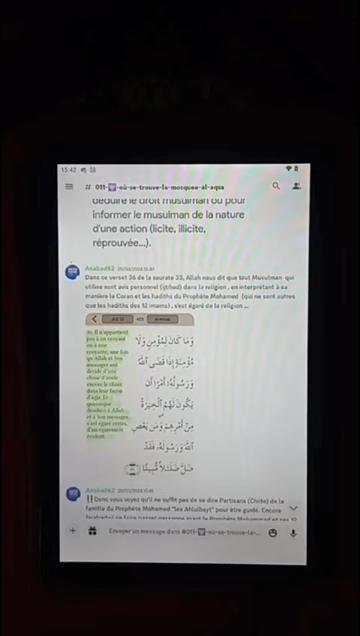 15:42
# 011-🕎-où-se-trouve-la-mosquee-al-aqsa
déduire le droit musulman ou pour
informer le musulman de la nature
d'une action (licite, illicite,
réprouvée...).
Anabad62
Dans ce verset 36 de la sourate 33, Allah nous dit que tout Musulman qui
utilise sont avis personnel (ijtihad) dans la religion , en interprétant à sa
manière le Coran et les hadiths du Prophète Mohamed (qui ne sont autres
que les hadiths des 12 imams) , s'est égaré de la religion ...
36. Il n'appartient
pas à un croyant
ou à une
croyante, une fois
qu'Allah et Son
messager ont
décidé d'une
chose d'avoir
encore le choix
dans leur façon
d'agir. Et
quiconque
désobéit à Allah
et à Son messager,
s'est égaré certes,
d'un égarement
évident.
وَمَا كَانَ لِمُؤْمِنٍ وَلَا
مُؤْمِنَةٍ إِذَا قَضَى ٱللَّهُ
وَرَسُولُهُۥٓ أَمْرًا أَن
يَكُونَ لَهُمُ ٱلْخِيَرَةُ
مِنْ أَمْرِهِمْ وَمَن يَعْصِ
ٱللَّهَ وَرَسُولَهُۥ فَقَدْ
ضَلَّ ضَلَـٰلًا مُّبِينًا
Anabad62
‼️Donc vous voyez qu'il ne suffit pas de se dire Partisans (Chiite) de la
famille du Prophète Mohamed "les Ahlulbayt" pour être guidé. Encore
Envoyer un message dans #011-🕎-où-se-trouve-la-...